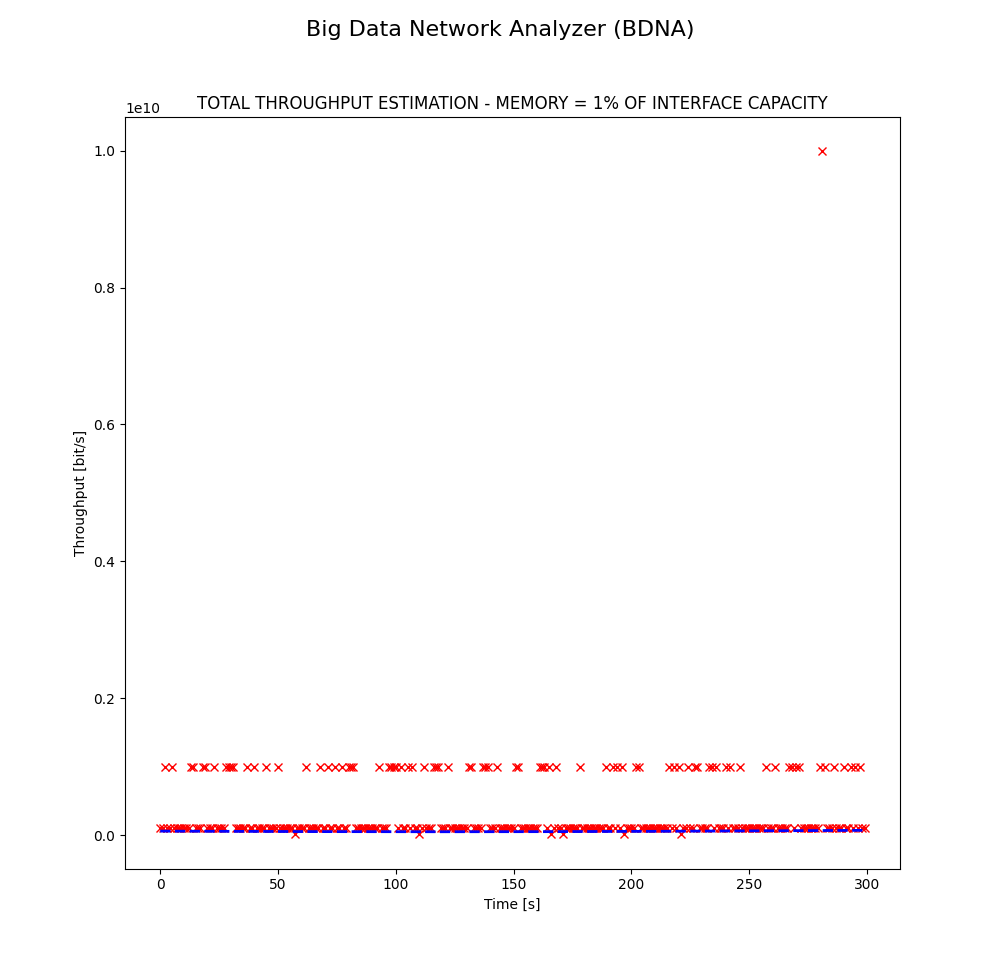 Big Data Network Analyzer (BDNA)
TOTAL THROUGHPUT ESTIMATION - MEMORY = 1% OF INTERFACE CAPACITY
1e10
1.0
0.8
0.6
0.4
0.2
0.0
Throughput [bit/s]
0 50 100 150 200 250 300
Time [s]